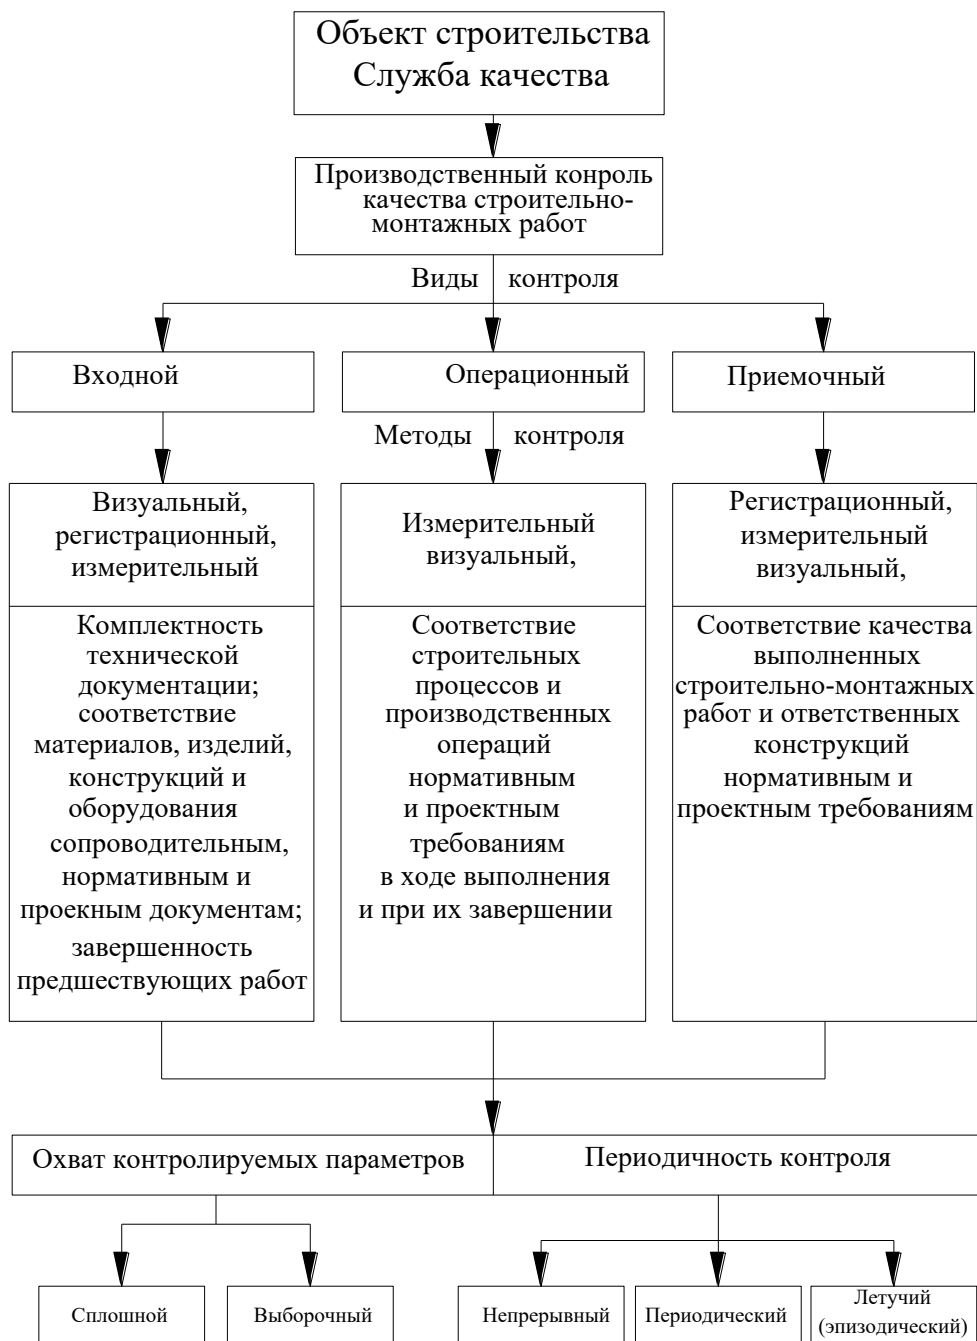 Объект строительства
Служба качества
Производственный конроль
качества строительно-
монтажных работ
Виды контроля
Входной
Операционный
Приемочный
Методы контроля
Визуальный,
регистрационный,
измерительный
Измерительный
визуальный,
Регистрационный,
измерительный
визуальный,
Комплектность
технической
документации;
соответствие
материалов, изделий,
конструкций и
оборудования
сопроводительным,
нормативным и
проекным документам;
завершенность
предшествующих работ
Соответствие
строительных
процессов и
производственных
операций
нормативным
и проектным
требованиям
в ходе выполнения
и при их завершении
Соответствие качества
выполненных
строительно-монтажных
работ и ответственных
конструкций
нормативным и
проектным требованиям
Охват контролируемых параметров
Периодичность контроля
Сплошной
Выборочный
Непрерывный
Периодический
Летучий
(эпизодический)